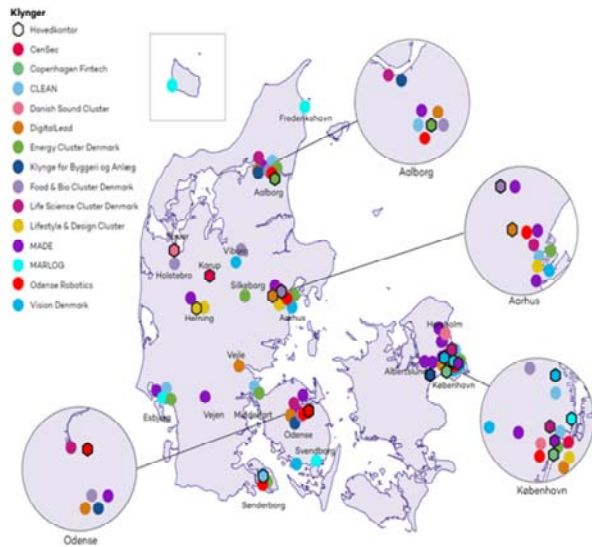 Klynger
Hovedkontor
CenSec
Copenhagen Fintech
CLEAN
Danish Sound Cluster
DigitalLead
Energy Cluster Denmark
Klynge for Byggeri og Anlæg
Food & Bio Cluster Denmark
Life Science Cluster Denmark
Lifestyle & Design Cluster
MADE
MARLOG
Odense Robotics
Vision Denmark
Frederikshavn
Aalborg
Aalborg
Viborg
Holstebro
Karup
Silkeborg
Aarhus
Aarhus
Herning
Vejle
Hørsholm
Albertslund
København
Esbjerg
Vejen
Middelfart
Odense
Svendborg
Sønderborg
Odense
København